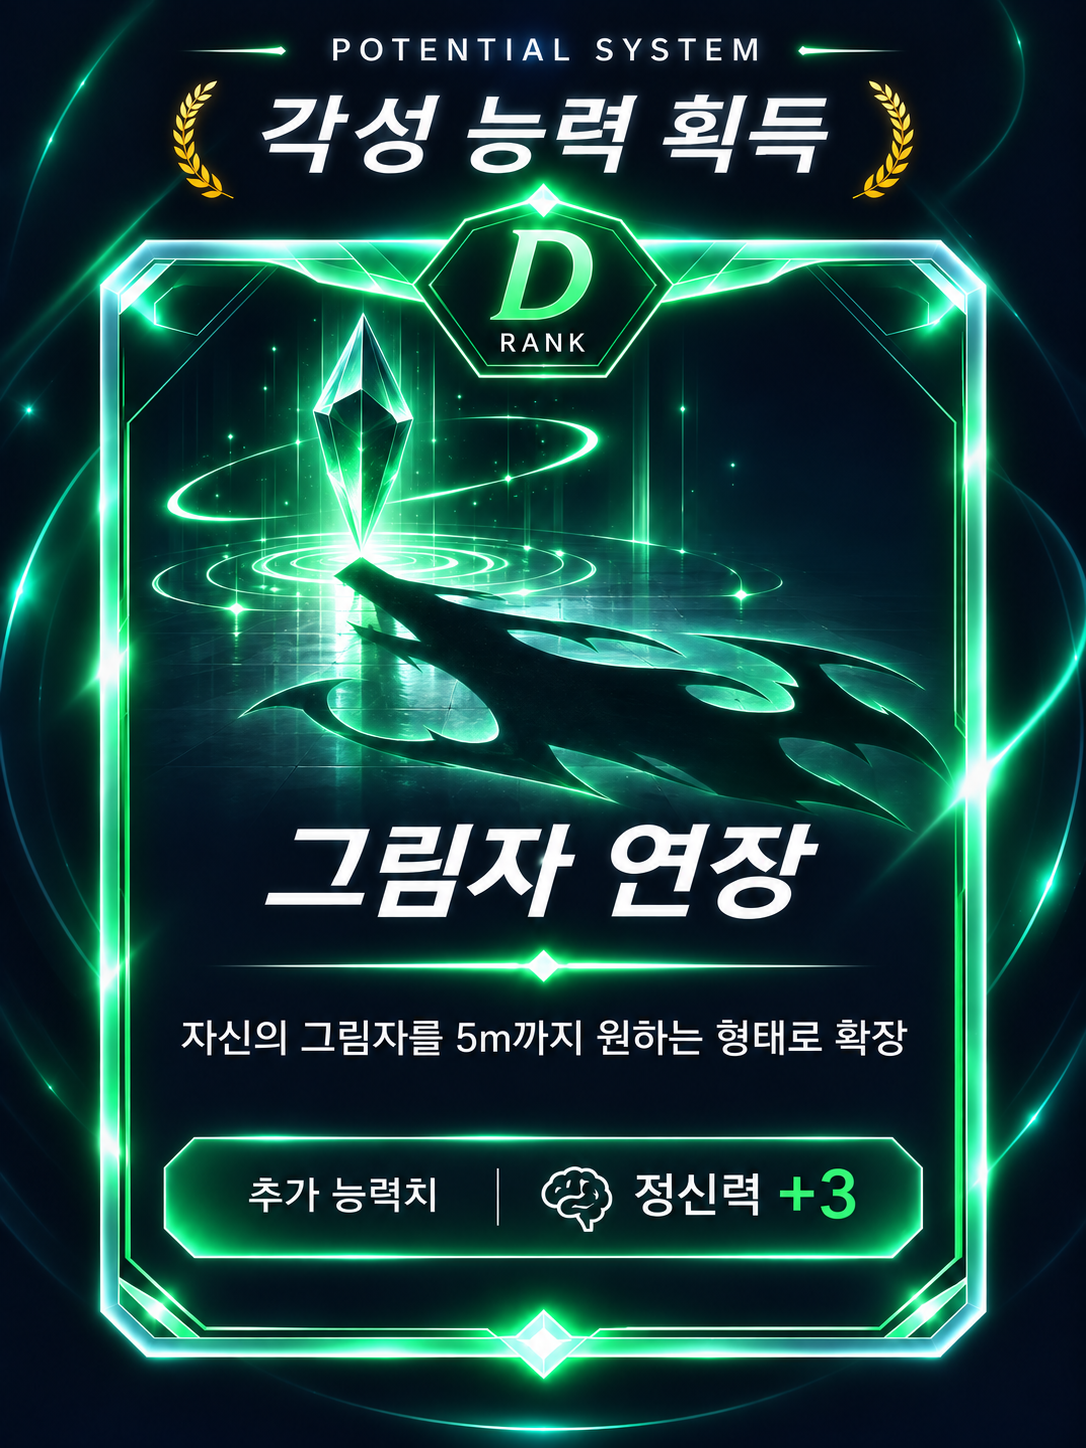 POTENTIAL SYSTEM
각성 능력 획득
D
RANK
그림자 연장
자신의 그림자를 5m까지 원하는 형태로 확장
추가 능력치 정신력 +3